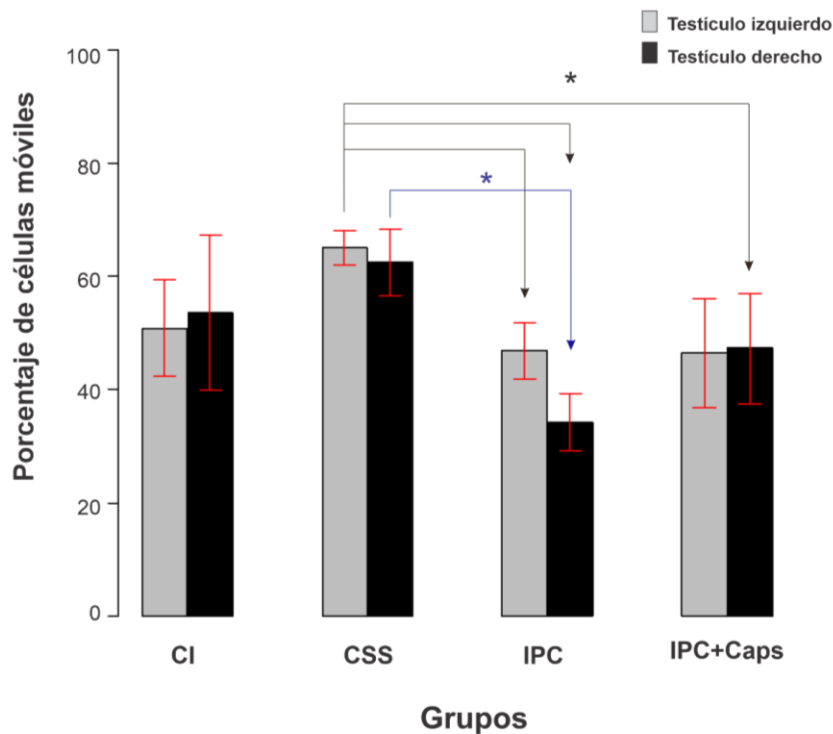 Testículo izquierdo
Testículo derecho
Porcentaje de células móviles
100
80
60
40
20
0
*
*
CI
CSS
IPC
IPC+Caps
Grupos